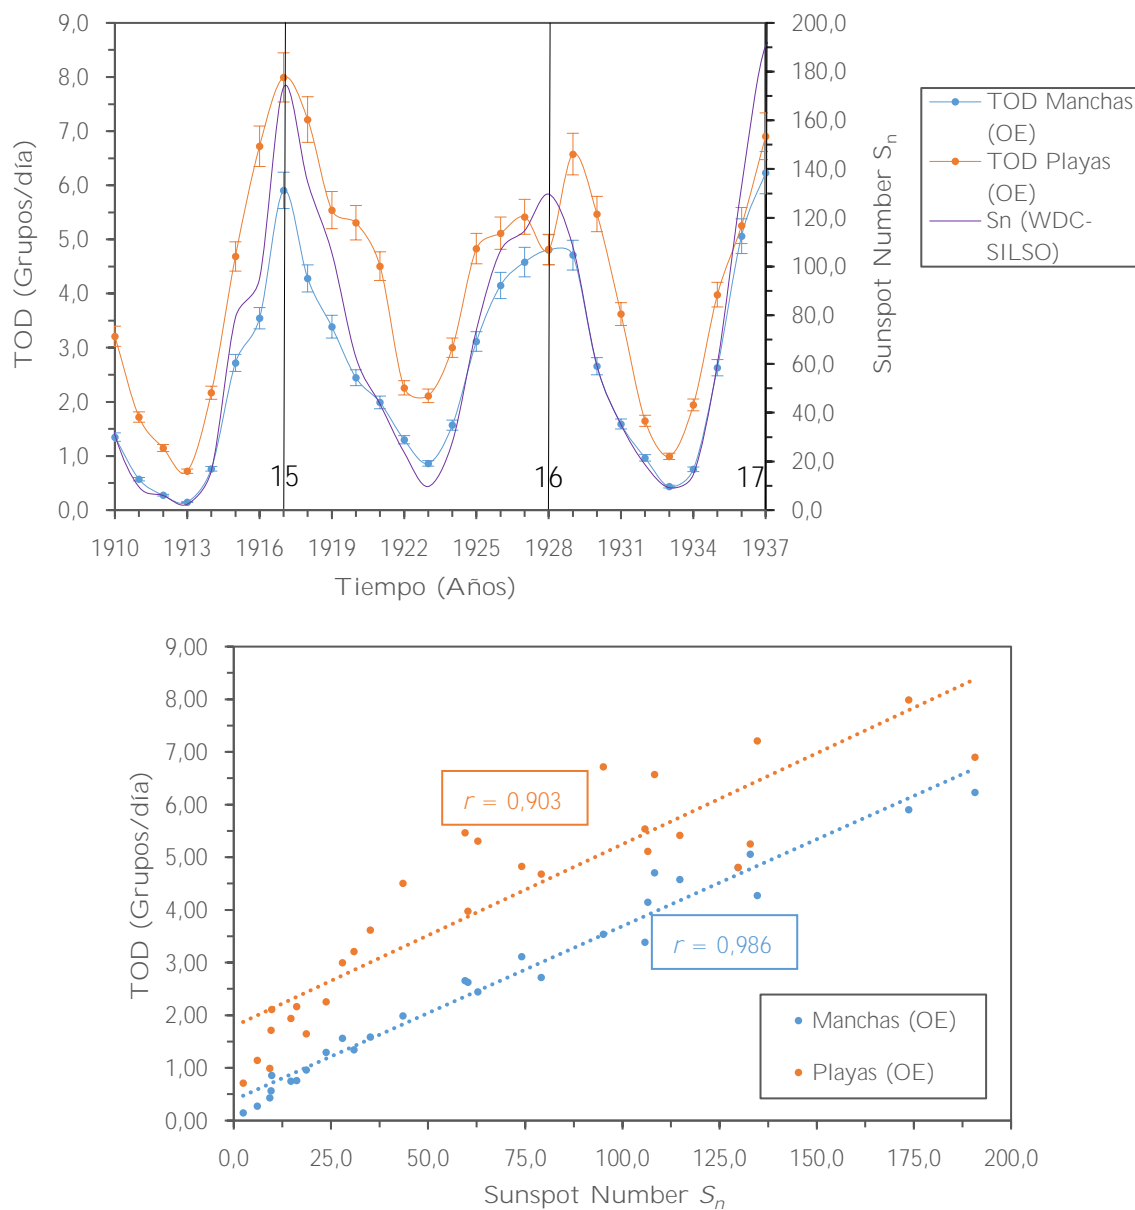 9,0
8,0
7,0
6,0
5,0
4,0
3,0
2,0
1,0
0,0
TOD (Grupos/día)
200,0
180,0
160,0
140,0
120,0
100,0
80,0
60,0
40,0
20,0
0,0
Sunspot Number Sn
15
16
17
1910 1913 1916 1919 1922 1925 1928 1931 1934 1937
Tiempo (Años)
TOD Manchas
(OE)
TOD Playas
(OE)
Sn (WDC-
SILSO)
9,00
8,00
7,00
6,00
5,00
4,00
3,00
2,00
1,00
0,00
TOD (Grupos/día)
r = 0,903
r = 0,986
Manchas (OE)
Playas (OE)
0,0 25,0 50,0 75,0 100,0 125,0 150,0 175,0 200,0
Sunspot Number Sn